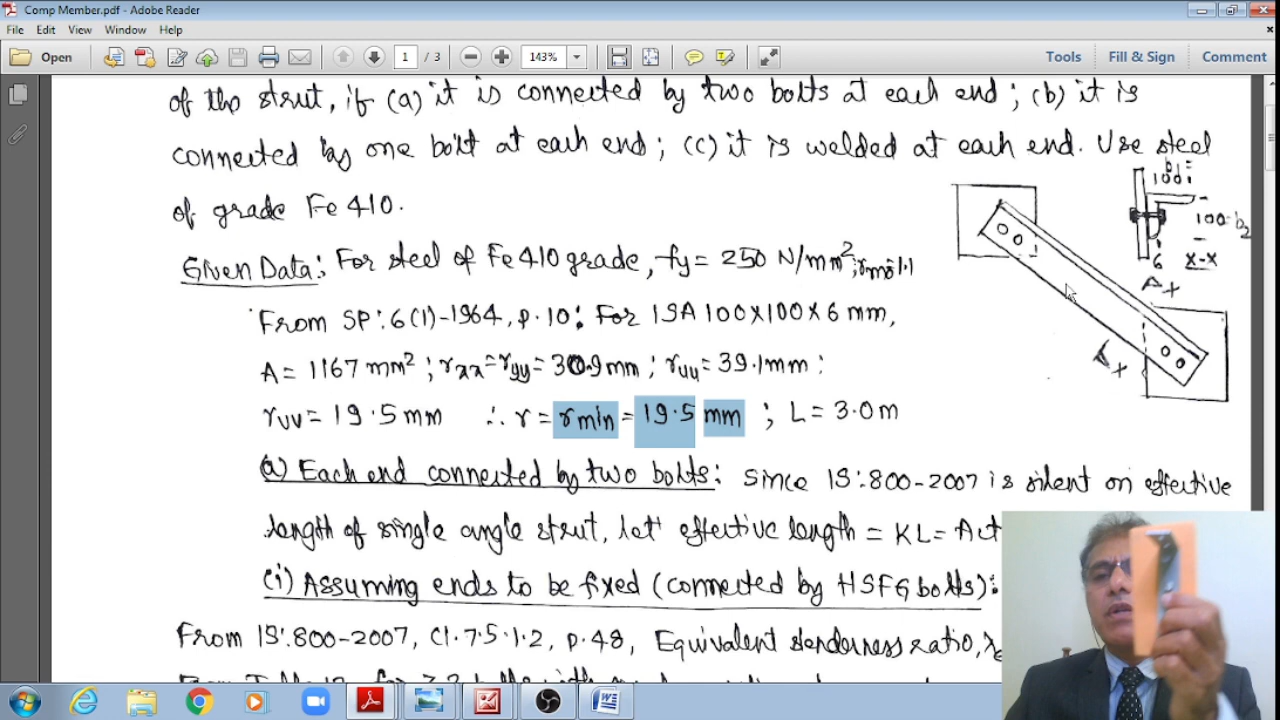 Comp Member.pdf - Adobe Reader
File Edit View Window Help
Open 1 / 3 143% Tools Fill & Sign Comment
of the strut, if (a) it is connected by two bolts at each end; (b) it is
connected by one bolt at each end; (c) it is welded at each end. Use steel
of grade Fe 410.
Given Data: For steel of Fe 410 grade, fy = 250 N/mm²; γmo = 1.1
From SP:6(1)-1964, p.10: For ISA 100x100x6 mm,
A = 1167 mm²; rxx = ryy = 30.9 mm; ruu = 39.1mm;
rvv = 19.5 mm ∴ r = rmin = 19.5 mm ; L = 3.0 m
(a) Each end connected by two bolts: Since IS:800-2007 is silent on effective
length of single angle strut, let effective length = KL = Act
(i) Assuming ends to be fixed (connected by HSFG bolts):
From IS:800-2007, Cl.7.5.1.2, p.48, Equivalent slenderness ratio,
100
100 = b2
6
X-X